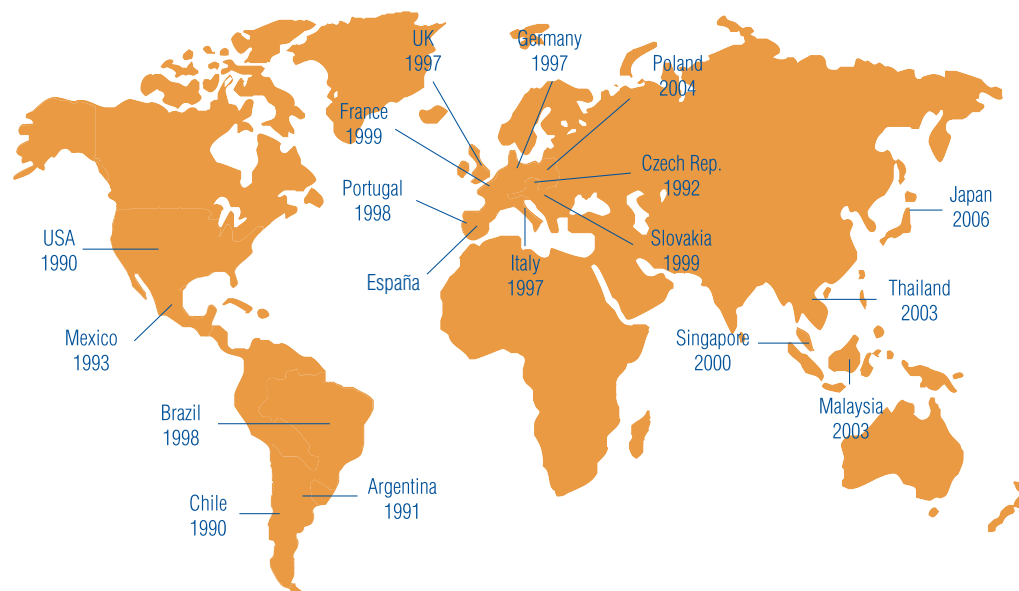 UK
1997
Germany
1997
Poland
2004
France
1999
Czech Rep.
1992
Portugal
1998
Japan
2006
USA
1990
Slovakia
1999
España
Italy
1997
Thailand
2003
Mexico
1993
Singapore
2000
Malaysia
2003
Brazil
1998
Argentina
1991
Chile
1990